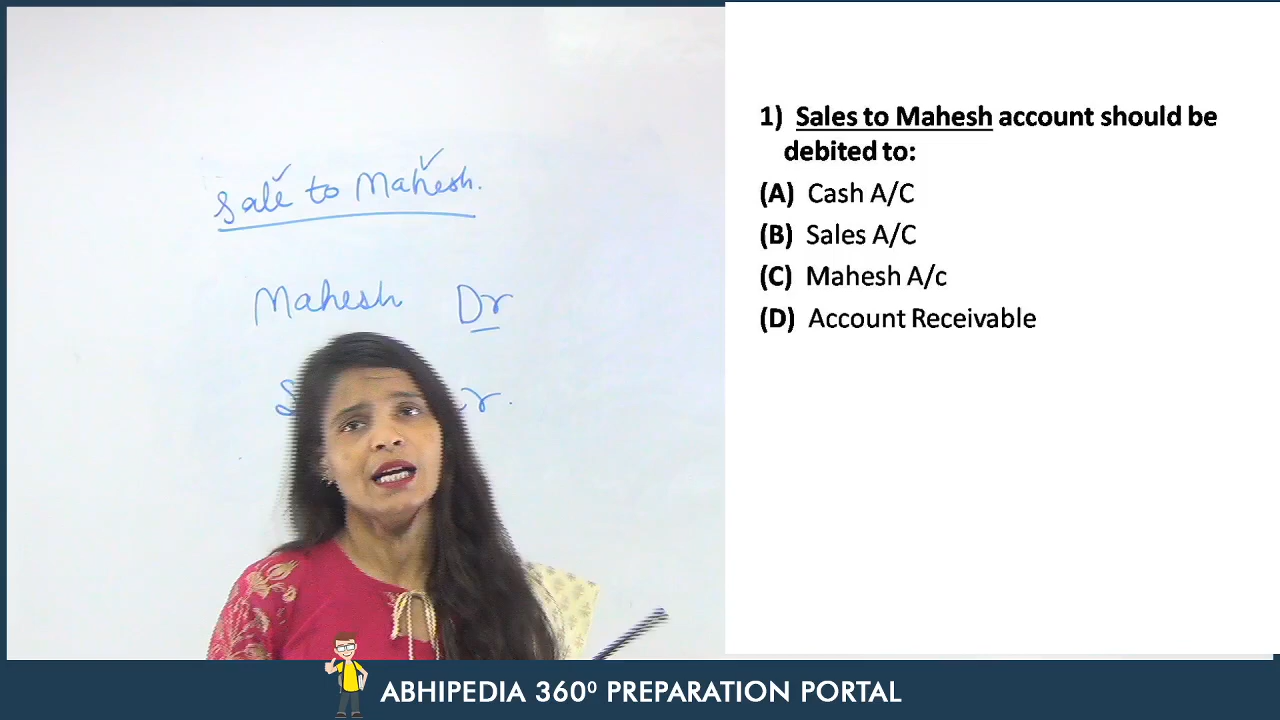 Sale to Mahesh.
Mahesh Dr
1) Sales to Mahesh account should be
debited to:
(A) Cash A/C
(B) Sales A/C
(C) Mahesh A/c
(D) Account Receivable
ABHIPEDIA 360⁰ PREPARATION PORTAL